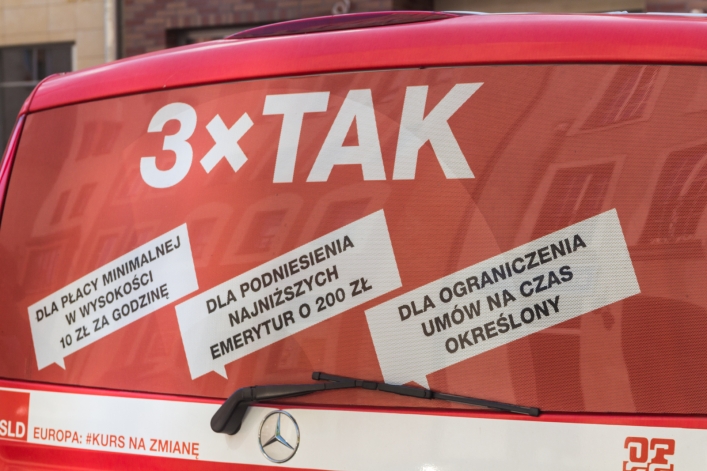 3×TAK
DLA PŁACY MINIMALNEJ
W WYSOKOŚCI
10 ZŁ ZA GODZINĘ
DLA PODNIESIENIA
NAJNIŻSZYCH
EMERYTUR O 200 ZŁ
DLA OGRANICZENIA
UMÓW NA CZAS
OKREŚLONY
SLD
EUROPA: #KURS NA ZMIANĘ